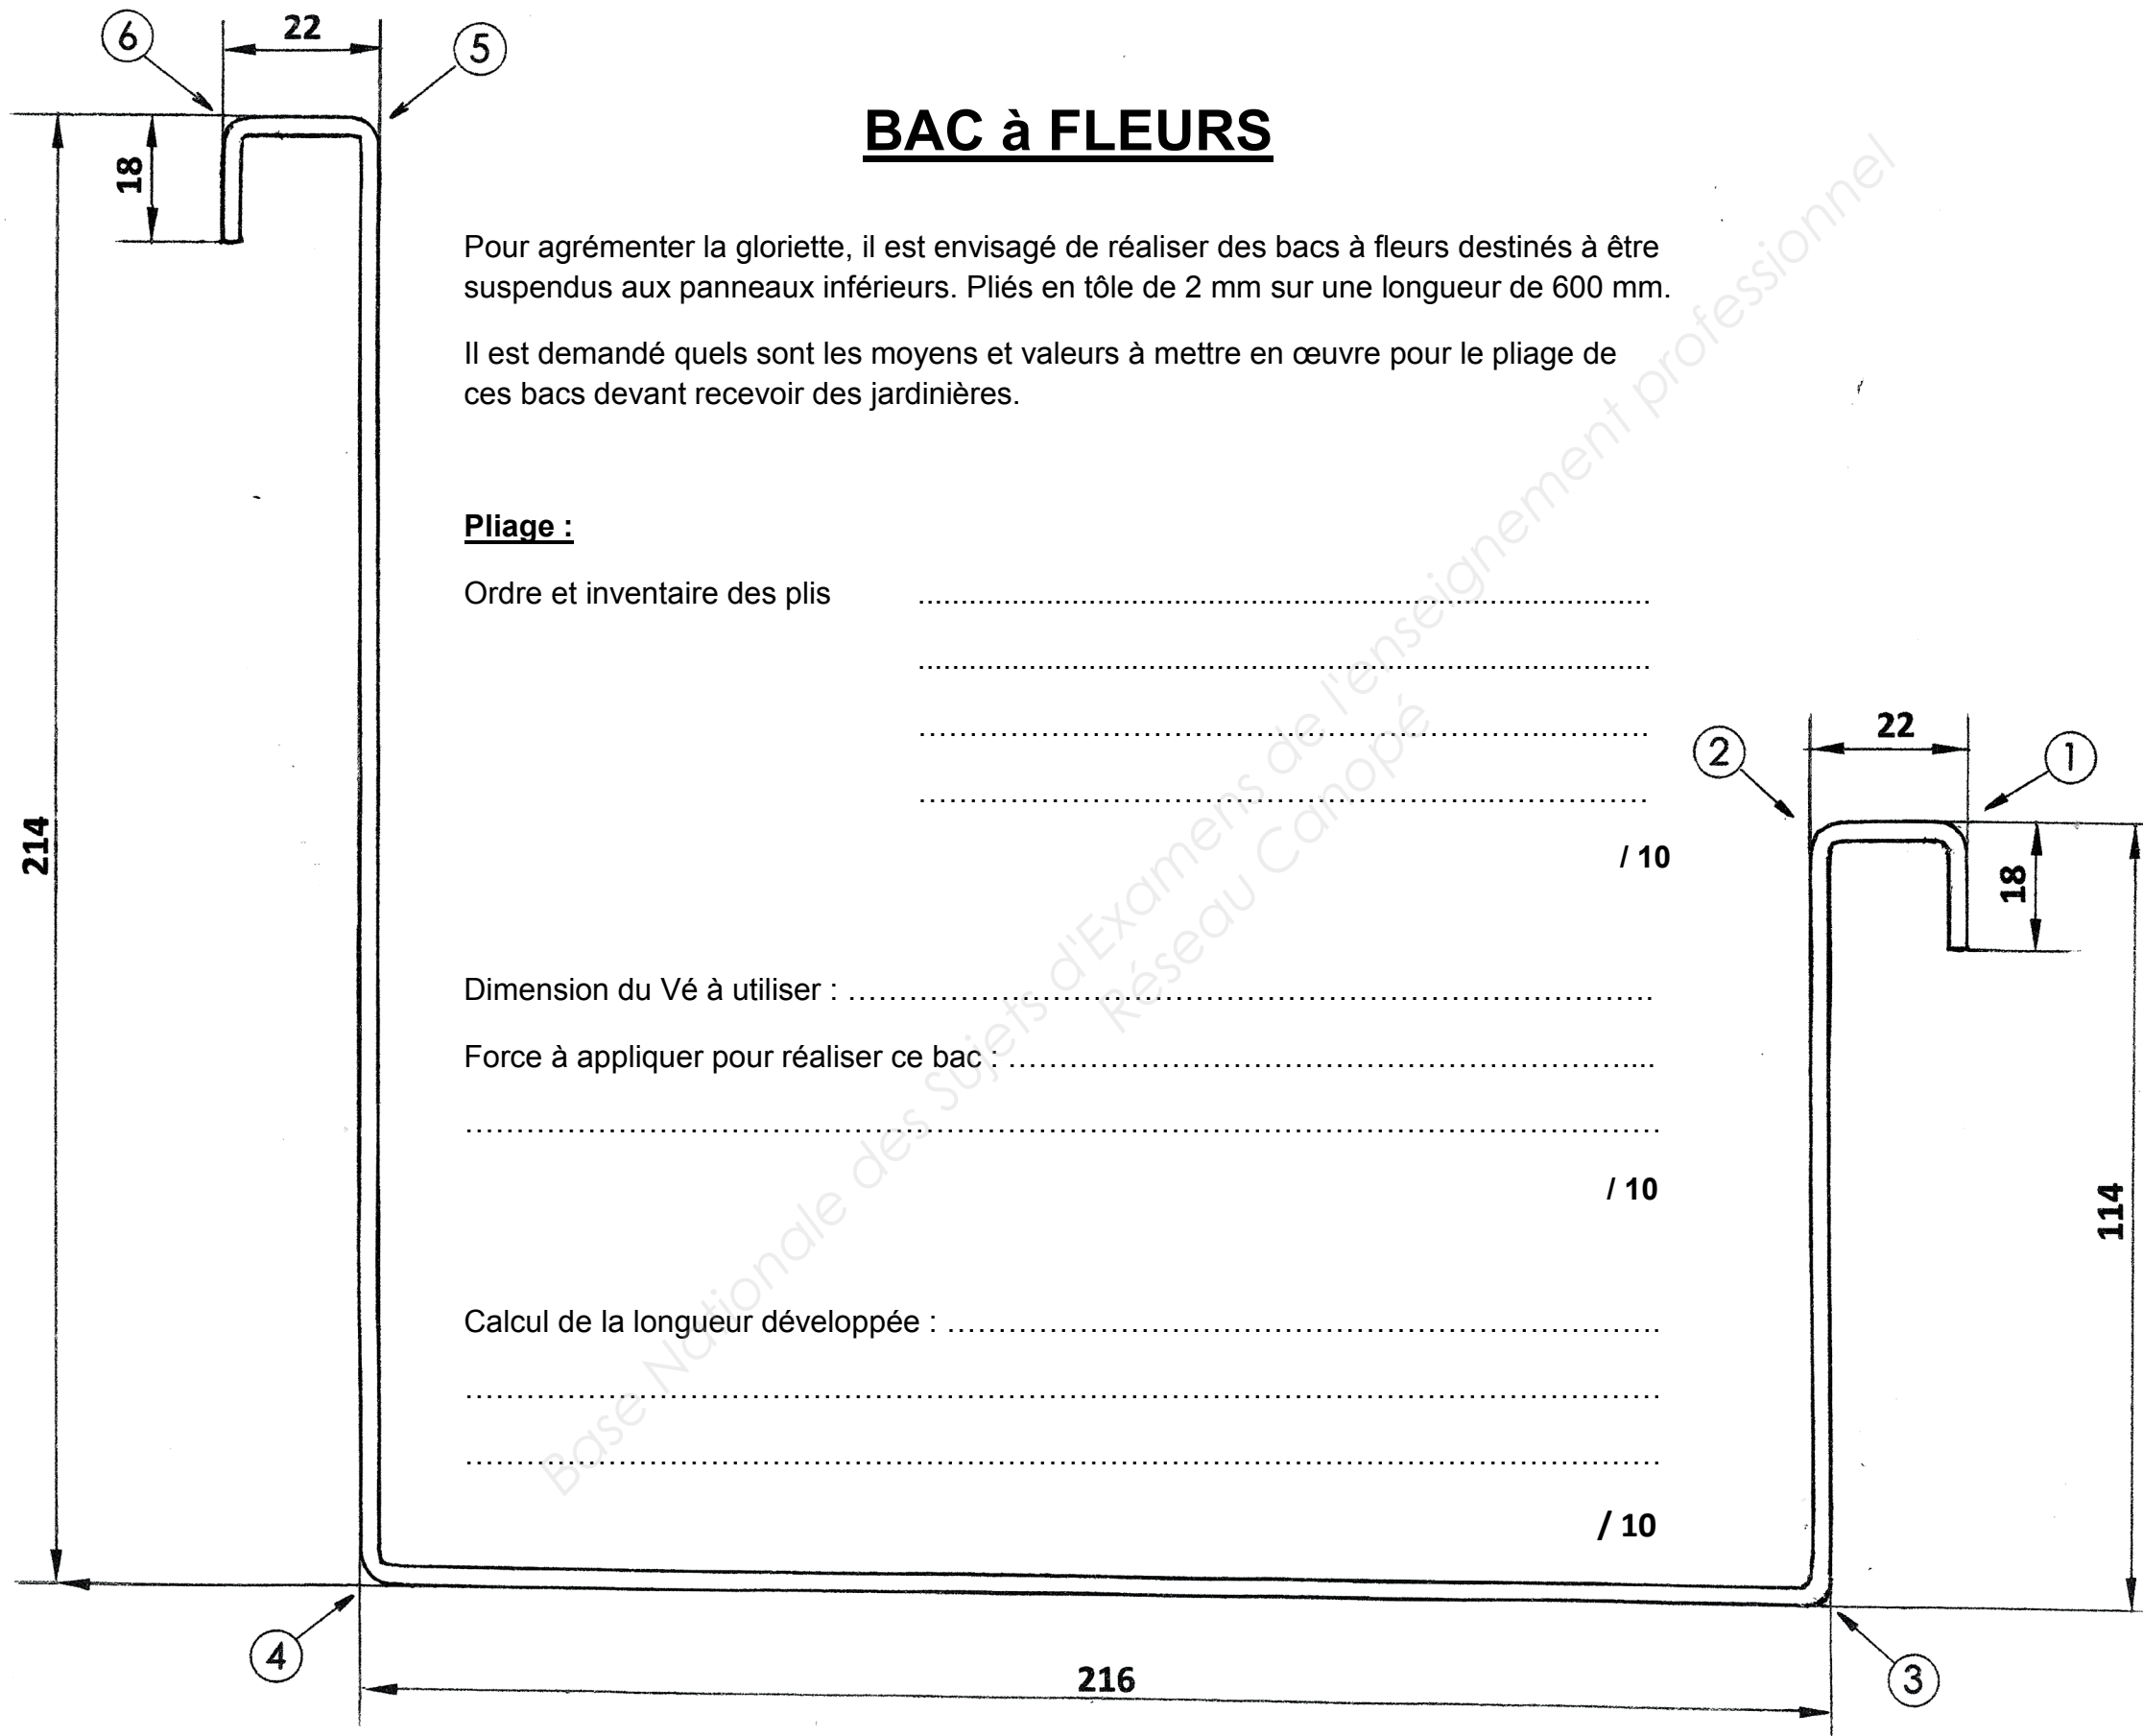 6
22
5
BAC à FLEURS
18
Pour agrémenter la gloriette, il est envisagé de réaliser des bacs à fleurs destinés à être
suspendus aux panneaux inférieurs. Pliés en tôle de 2 mm sur une longueur de 600 mm.
Il est demandé quels sont les moyens et valeurs à mettre en œuvre pour le pliage de
ces bacs devant recevoir des jardinières.
Pliage :
Ordre et inventaire des plis ................................................................................
................................................................................
................................................................................
................................................................................
/ 10
214
2
22
1
18
114
Dimension du Vé à utiliser : ................................................................................
Force à appliquer pour réaliser ce bac : ................................................................................
................................................................................
/ 10
Calcul de la longueur développée : ................................................................................
................................................................................
................................................................................
/ 10
4
216
3
Base Nationale des Sujets d'Examens de l'enseignement professionnel
Réseau Canopé